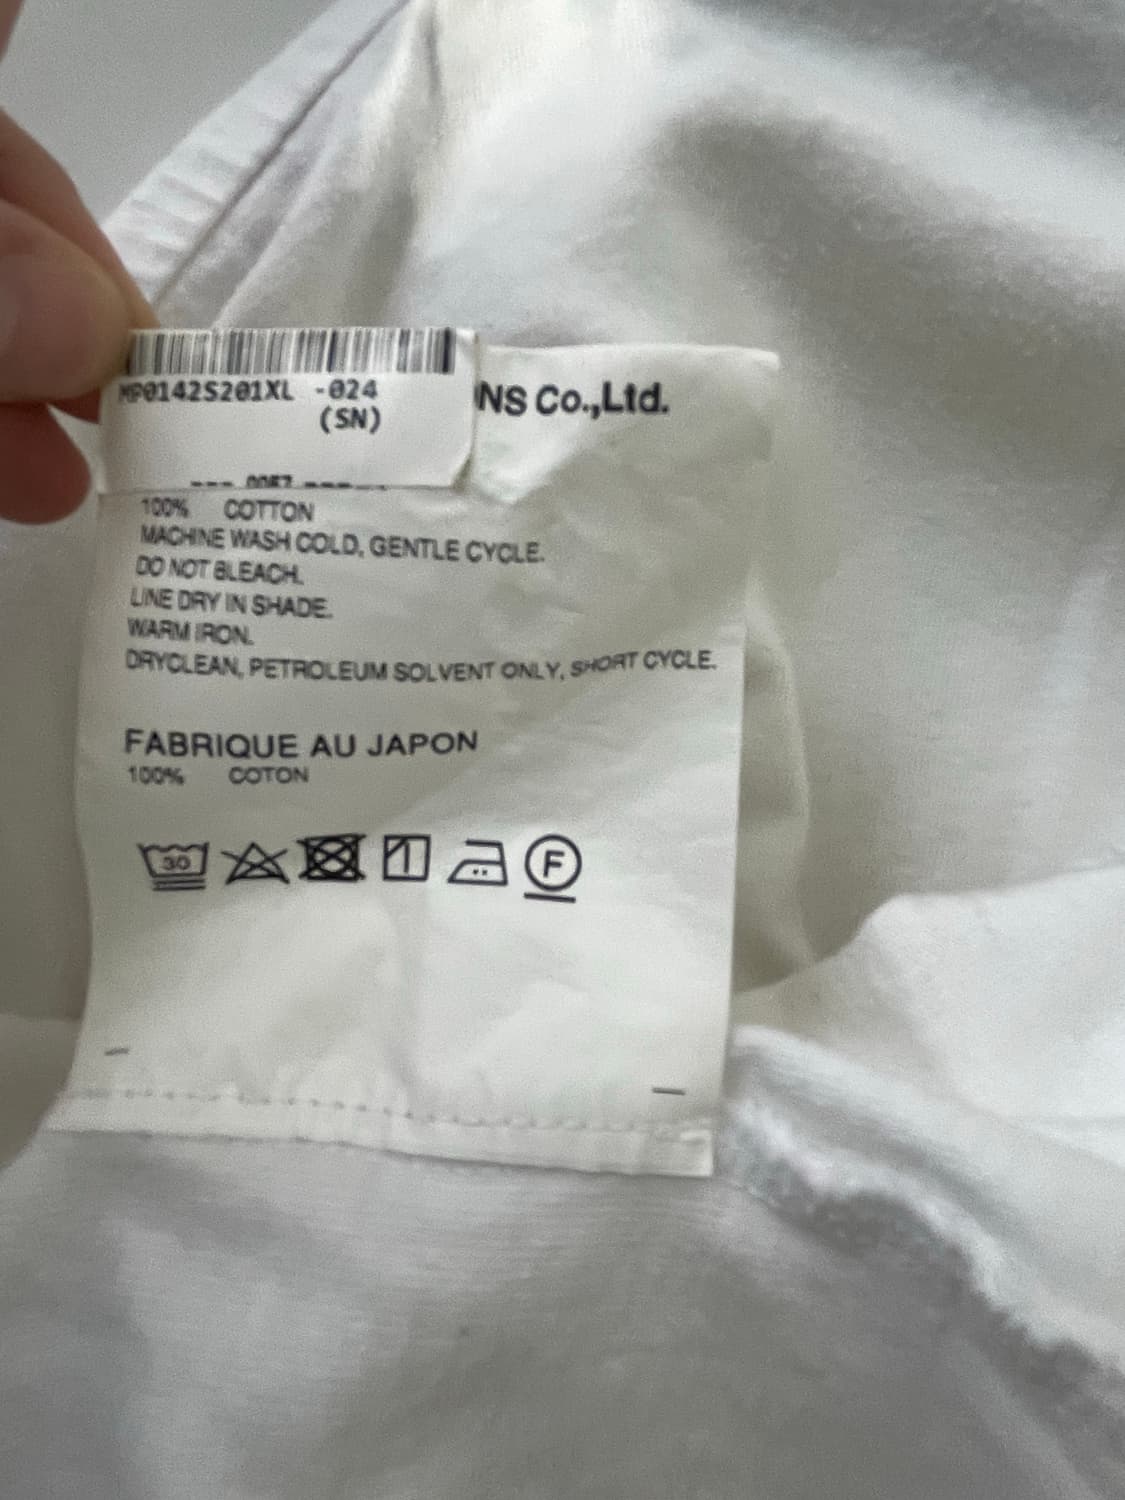 MP0142S201XL -024
(SN)
NS Co.,Ltd.
100% COTTON
MACHINE WASH COLD, GENTLE CYCLE.
DO NOT BLEACH.
LINE DRY IN SHADE.
WARM IRON.
DRYCLEAN, PETROLEUM SOLVENT ONLY, SHORT CYCLE.
FABRIQUE AU JAPON
100% COTON
30
F